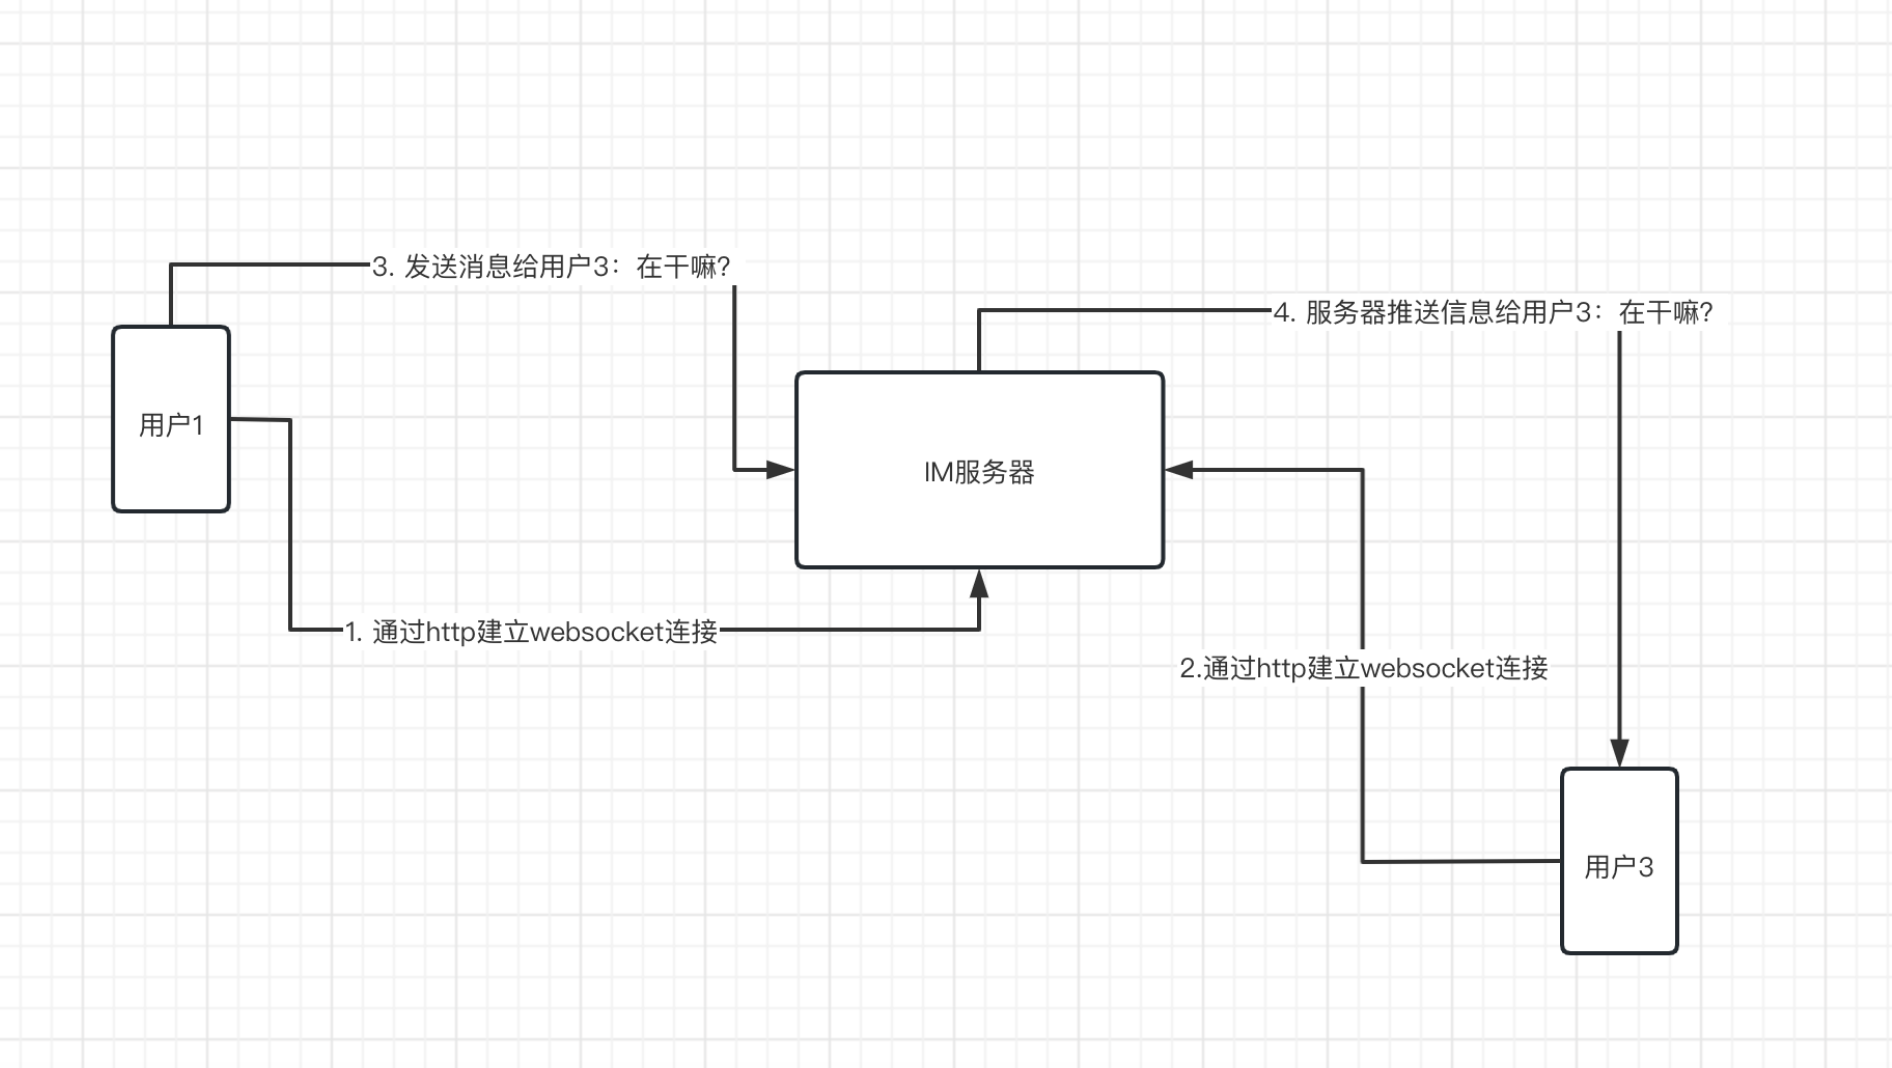 3. 发送消息给用户3：在干嘛?
4. 服务器推送信息给用户3：在干嘛?
用户1
IM服务器
1. 通过http建立websocket连接
2.通过http建立websocket连接
用户3